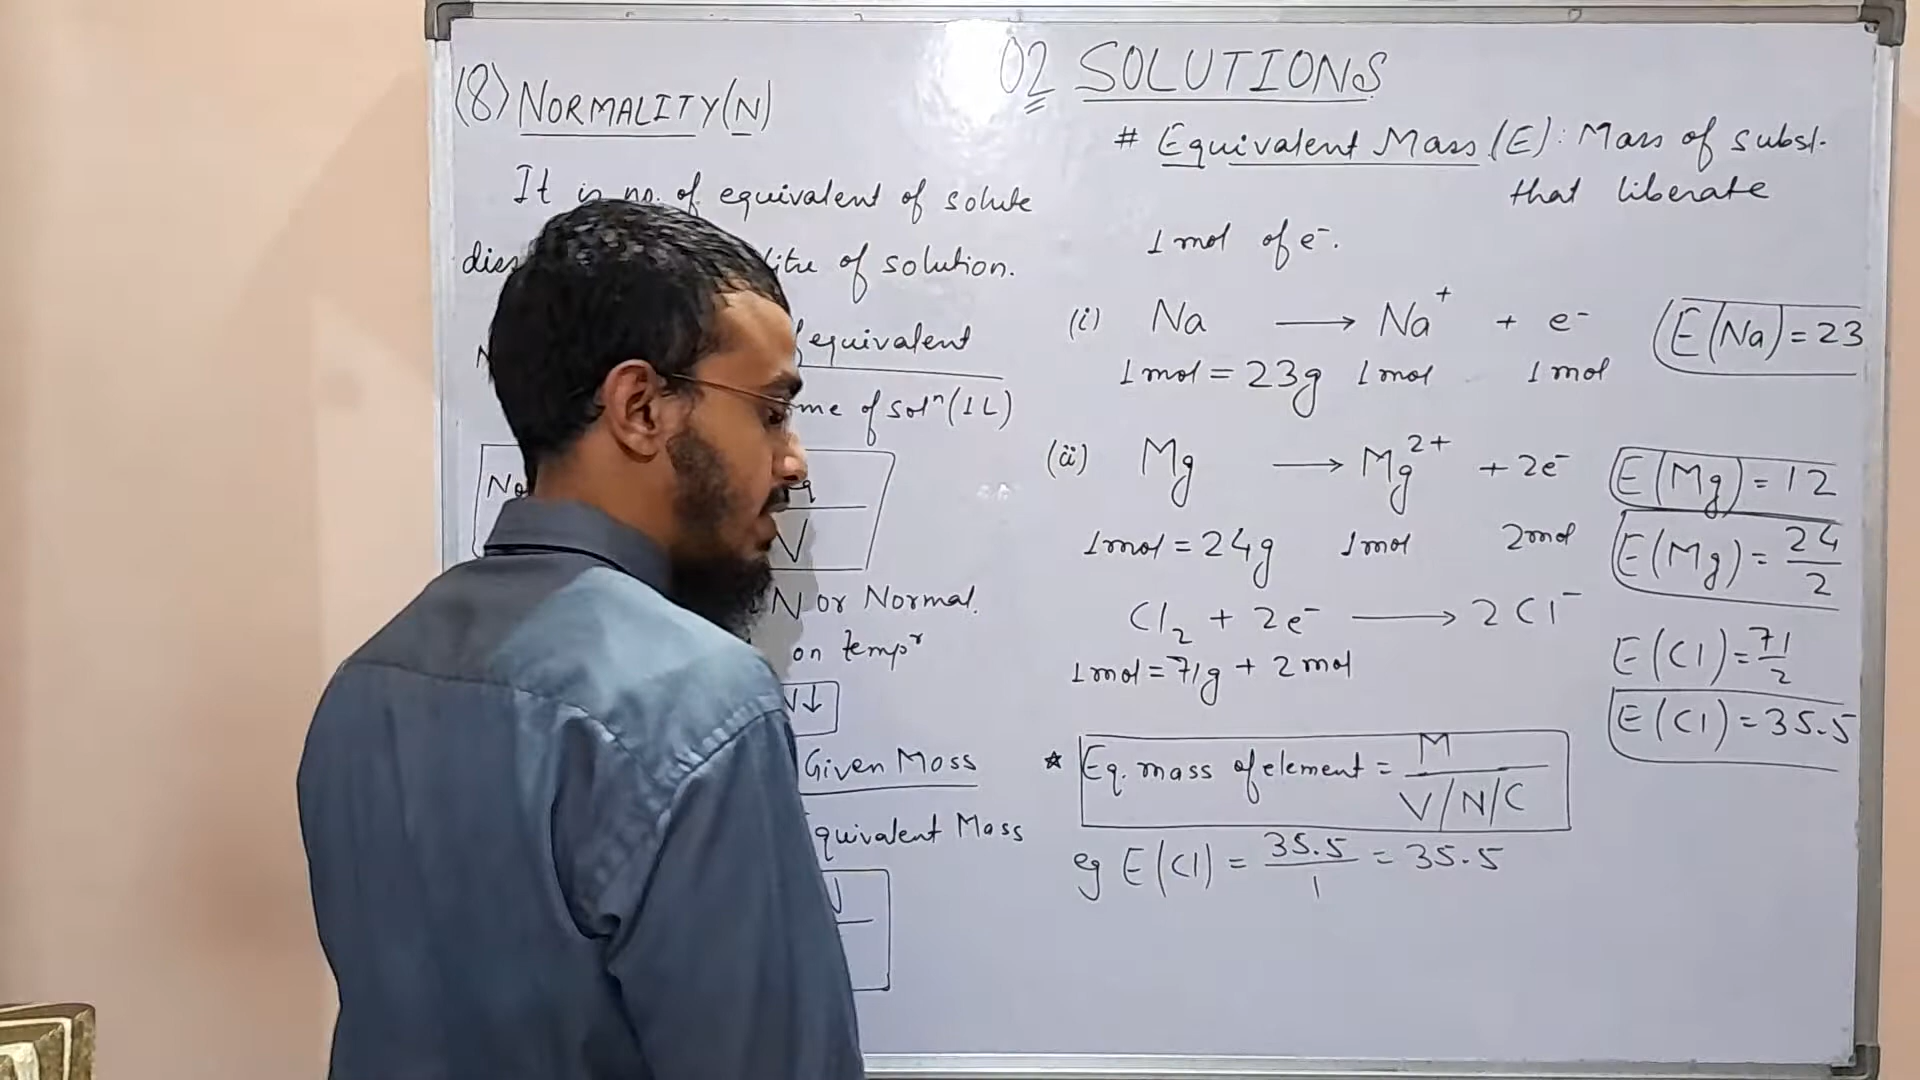 02 SOLUTIONS
(8) NORMALITY (N)
It is no. of equivalent of solute
litre of solution.
equivalent
of solⁿ (1L)
V
N or Normal.
on tempʳ
↓
Given Mass
Equivalent Mass
# Equivalent Mass (E): Mass of subst.
that liberate
1 mol of e⁻.
(i) Na → Na⁺ + e⁻
1 mol = 23g 1 mol 1 mol
E(Na) = 23
(ii) Mg → Mg²⁺ + 2e⁻
1 mol = 24g 1 mol 2 mol
E(Mg) = 12
E(Mg) = 24/2
Cl₂ + 2e⁻ → 2Cl⁻
1 mol = 71g + 2 mol
E(Cl) = 71/2
E(Cl) = 35.5
* Eq. mass of element = M / V/N/C
eg E(Cl) = 35.5/1 = 35.5